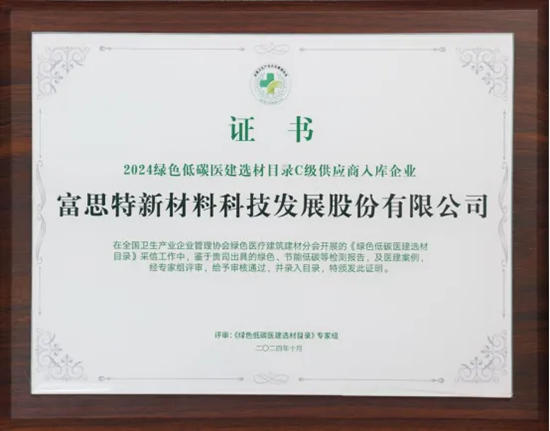 证书
2024绿色低碳医建选材目录C级供应商入库企业
富思特新材料科技发展股份有限公司
在全国卫生产业企业管理协会绿色医疗建筑建材分会开展的《绿色低碳医建选材
目录》采信工作中，鉴于贵司出具的绿色、节能低碳等检测报告，及医建案例，
经专家组评审，给予审核通过，并录入目录，特颁发此证明。
评审：《绿色低碳医建选材目录》专家组
二〇二四年十月